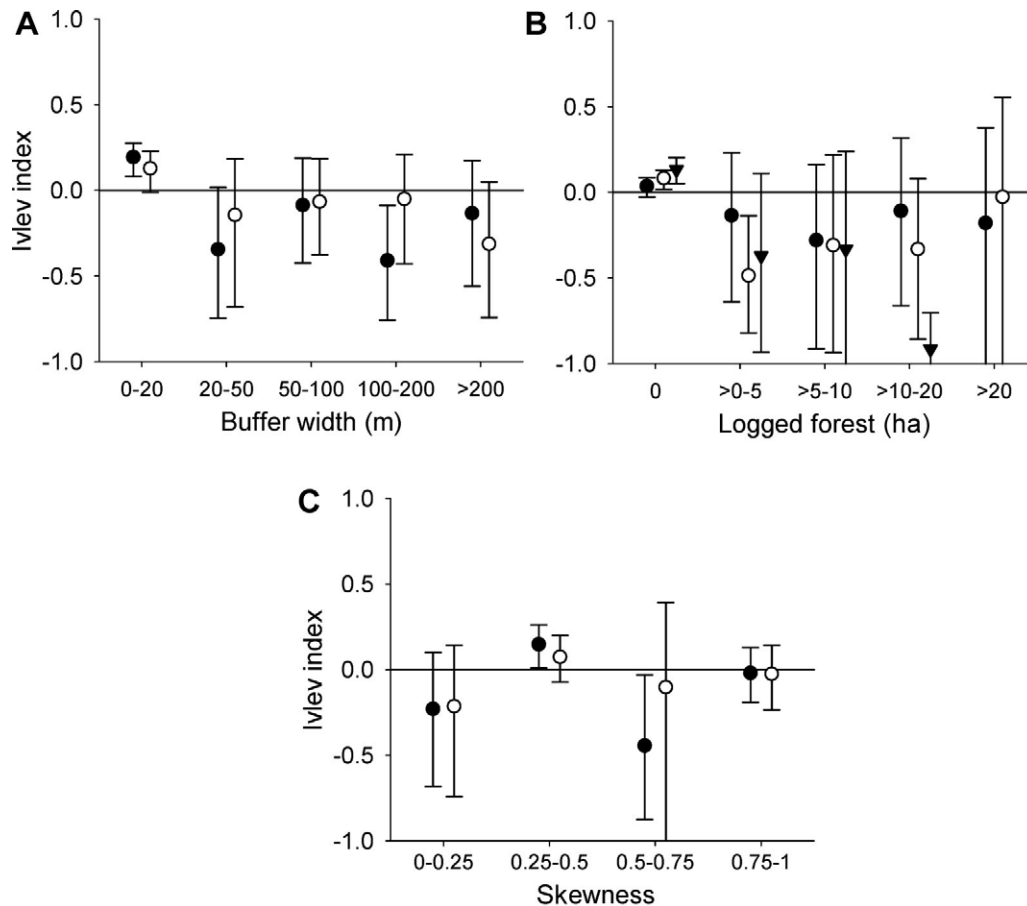 A
1.0
0.5
0.0
-0.5
-1.0
Ivlev index
0-20 20-50 50-100 100-200 >200
Buffer width (m)
B
1.0
0.5
0.0
-0.5
-1.0
0 >0-5 >5-10 >10-20 >20
Logged forest (ha)
C
1.0
0.5
0.0
-0.5
-1.0
Ivlev index
0-0.25 0.25-0.5 0.5-0.75 0.75-1
Skewness